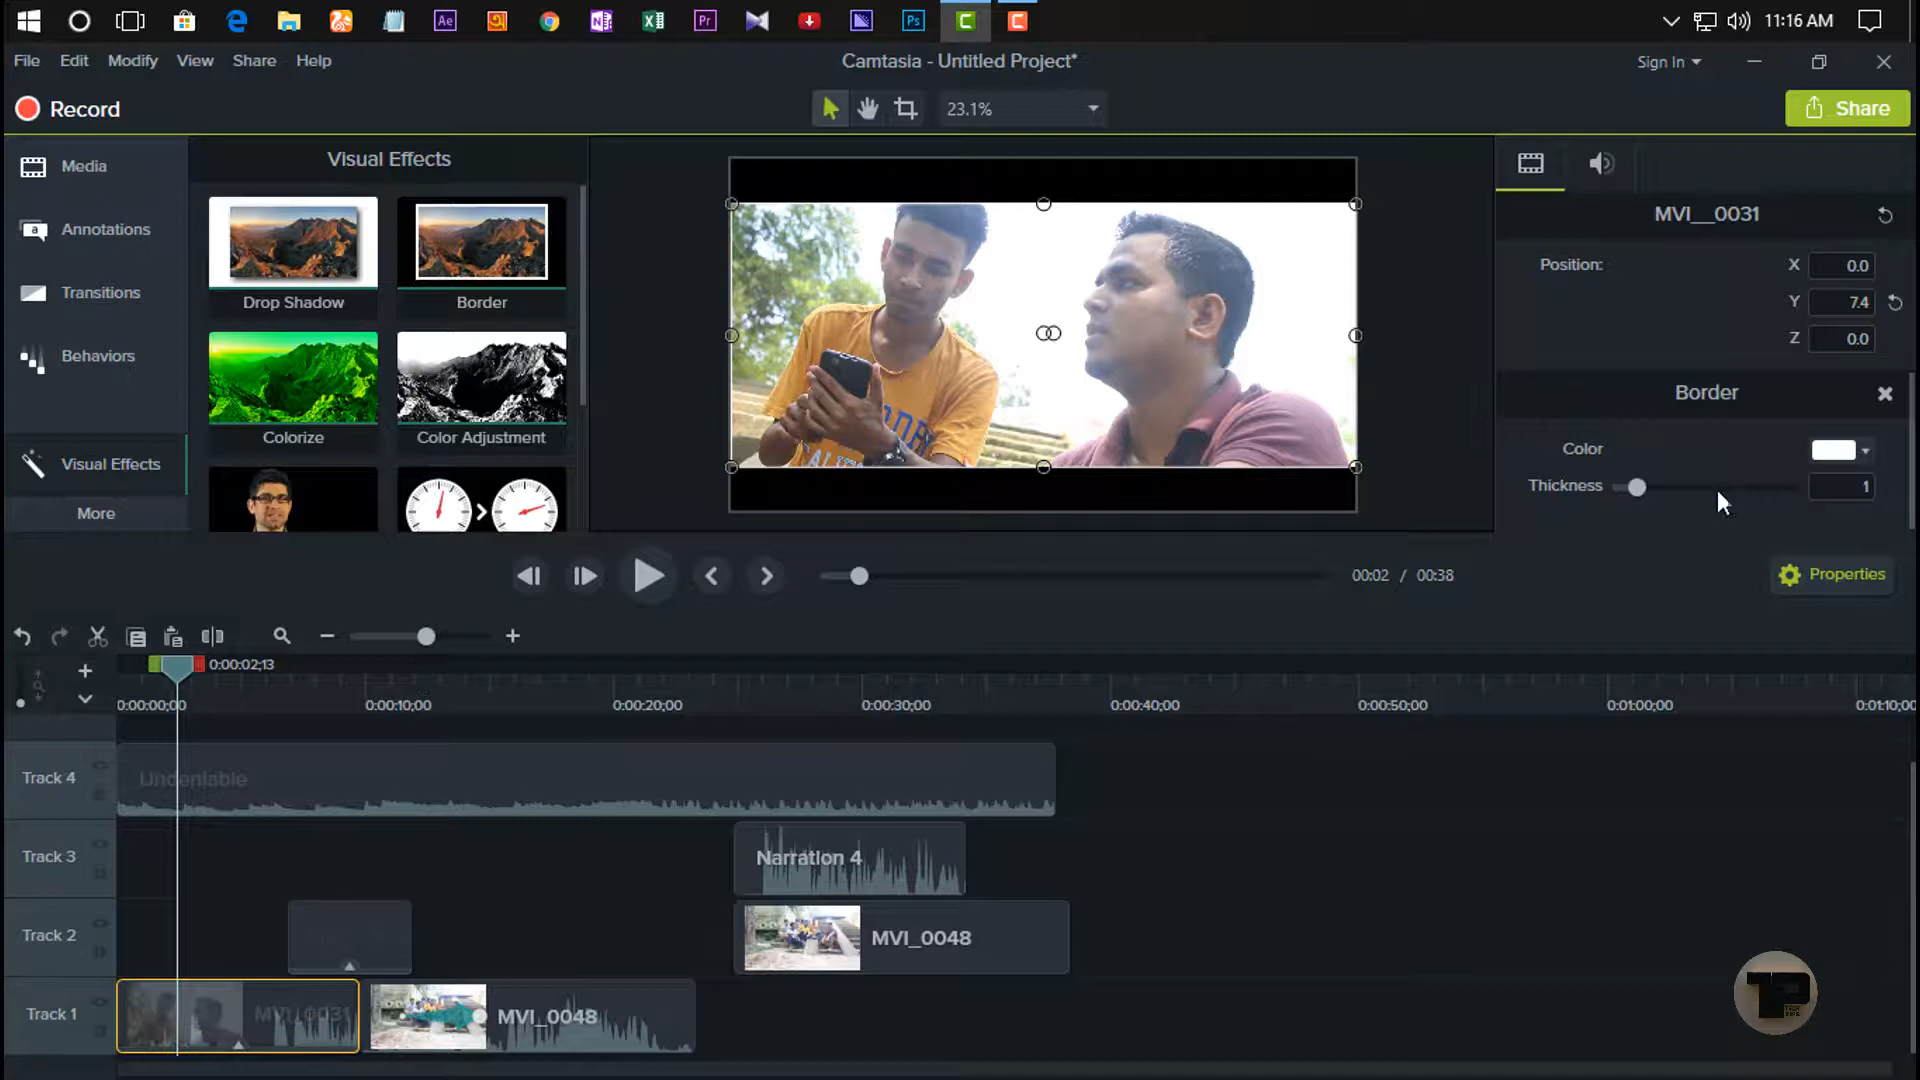 Ae
Pr
Ps
11:16 AM
File
Edit
Modify
View
Share
Help
Camtasia - Untitled Project*
Sign In
Record
23.1%
Share
Media
Annotations
Transitions
Behaviors
Visual Effects
More
Visual Effects
Drop Shadow
Border
Colorize
Color Adjustment
MVI__0031
Position:
X
0.0
Y
7.4
Z
0.0
Border
Color
Thickness
1
00:02 / 00:38
Properties
0:00:02;13
0:00:00;00
0:00:10;00
0:00:20;00
0:00:30;00
0:00:40;00
0:00:50;00
0:01:00;00
0:01:10;00
Track 4
Undeniable
Track 3
Narration 4
Track 2
MVI_0048
Track 1
MVI_0031
MVI_0048